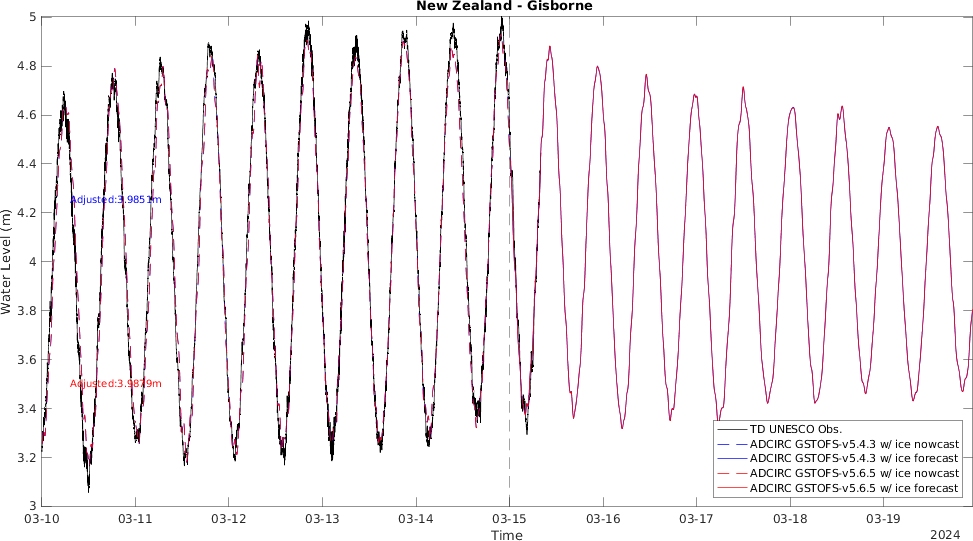 New Zealand - Gisborne
5
4.8
4.6
4.4
4.2
4
3.8
3.6
3.4
3.2
3
Water Level (m)
Adjusted:3.9851m
Adjusted:3.9879m
TD UNESCO Obs.
ADCIRC GSTOFS-v5.4.3 w/ ice nowcast
ADCIRC GSTOFS-v5.4.3 w/ ice forecast
ADCIRC GSTOFS-v5.6.5 w/ ice nowcast
ADCIRC GSTOFS-v5.6.5 w/ ice forecast
03-10 03-11 03-12 03-13 03-14 03-15 03-16 03-17 03-18 03-19
Time
2024